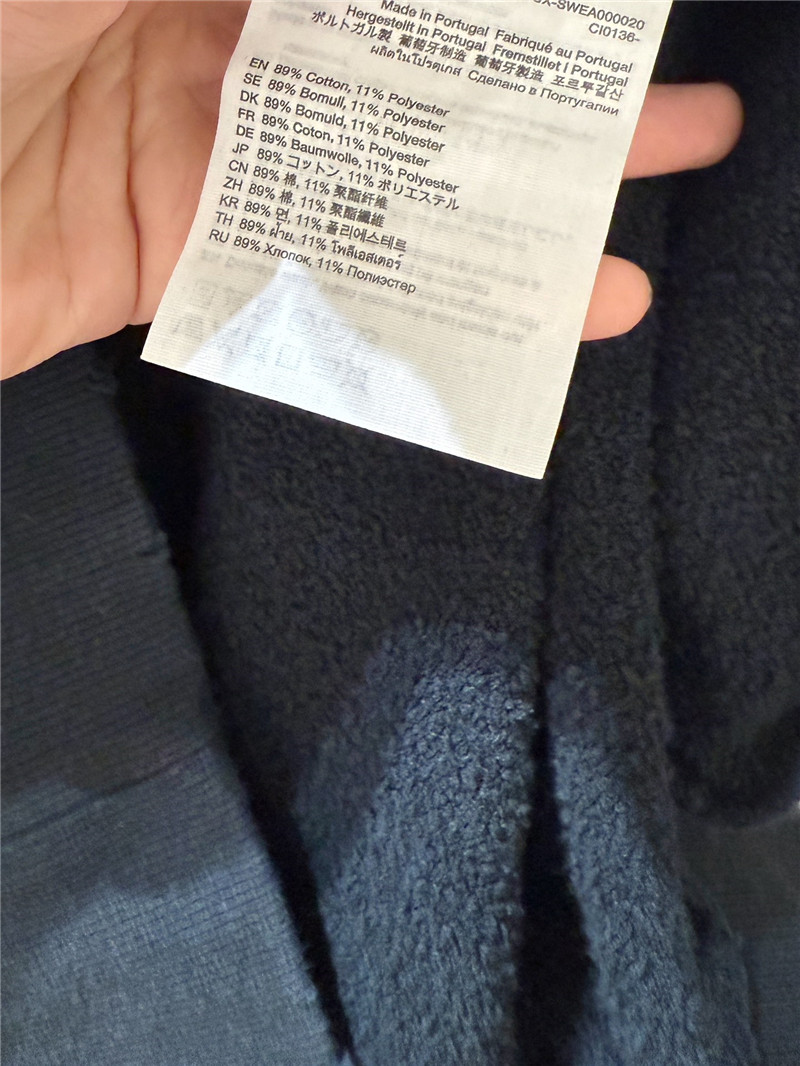 -SWEA000020
CI0136-
Made in Portugal Fabriqué au Portugal
Hergestellt in Portugal Fremstillet i Portugal
ポルトガル製 葡萄牙制造 葡萄牙製造 포르투갈산
ผลิตในโปรตุเกส Сделано в Португалии
EN 89% Cotton, 11% Polyester
SE 89% Bomull, 11% Polyester
DK 89% Bomuld, 11% Polyester
FR 89% Coton, 11% Polyester
DE 89% Baumwolle, 11% Polyester
JP 89% コットン, 11% ポリエステル
CN 89% 棉, 11% 聚酯纤维
ZH 89% 棉, 11% 聚酯纖維
KR 89% 면, 11% 폴리에스테르
TH 89% ฝ้าย, 11% โพลีเอสเตอร์
RU 89% Хлопок, 11% Полиэстер